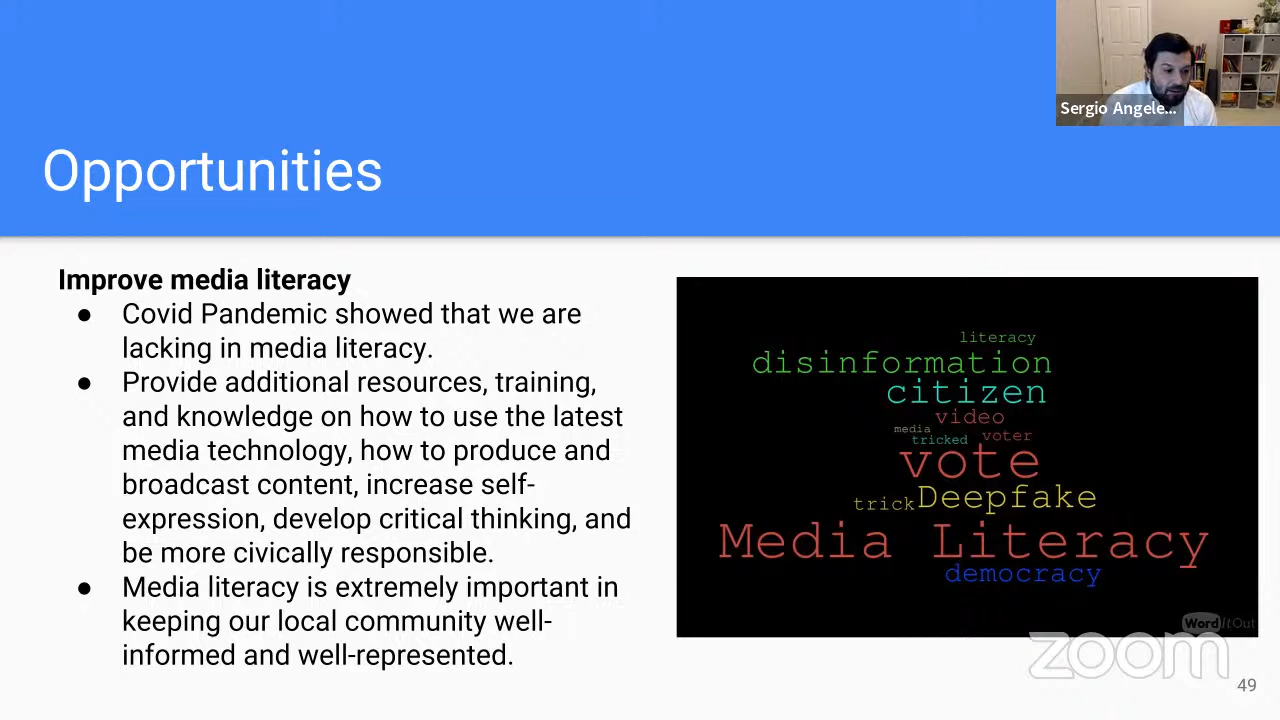 Sergio Angele...
Opportunities
Improve media literacy
● Covid Pandemic showed that we are
lacking in media literacy.
● Provide additional resources, training,
and knowledge on how to use the latest
media technology, how to produce and
broadcast content, increase self-
expression, develop critical thinking, and
be more civically responsible.
● Media literacy is extremely important in
keeping our local community well-
informed and well-represented.
literacy
disinformation
citizen
video
media
tricked voter
vote
trick Deepfake
Media Literacy
democracy
WordItOut
zoom
49